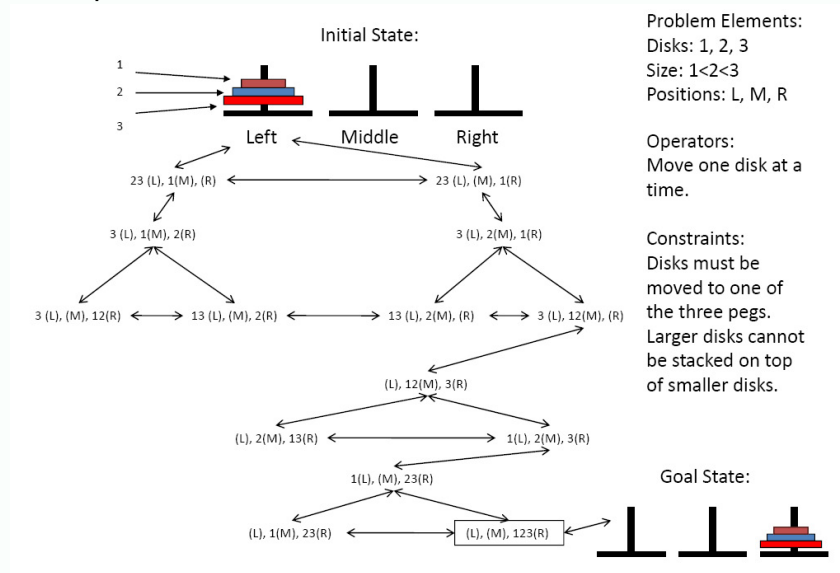 Initial State:
1
2
3
Left Middle Right
23 (L), 1(M), (R) 23 (L), (M), 1(R)
3 (L), 1(M), 2(R) 3 (L), 2(M), 1(R)
3 (L), (M), 12(R) 13 (L), (M), 2(R) 13 (L), 2(M), (R) 3 (L), 12(M), (R)
(L), 12(M), 3(R)
(L), 2(M), 13(R) 1(L), 2(M), 3(R)
1(L), (M), 23(R)
(L), 1(M), 23(R) (L), (M), 123(R)
Problem Elements:
Disks: 1, 2, 3
Size: 1<2<3
Positions: L, M, R
Operators:
Move one disk at a
time.
Constraints:
Disks must be
moved to one of
the three pegs.
Larger disks cannot
be stacked on top
of smaller disks.
Goal State: